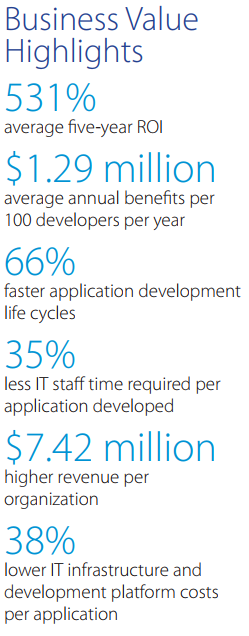 Business Value
Highlights
531%
average five-year ROI
$1.29 million
average annual benefits per
100 developers per year
66%
faster application development
life cycles
35%
less IT staff time required per
application developed
$7.42 million
higher revenue per
organization
38%
lower IT infrastructure and
development platform costs
per application